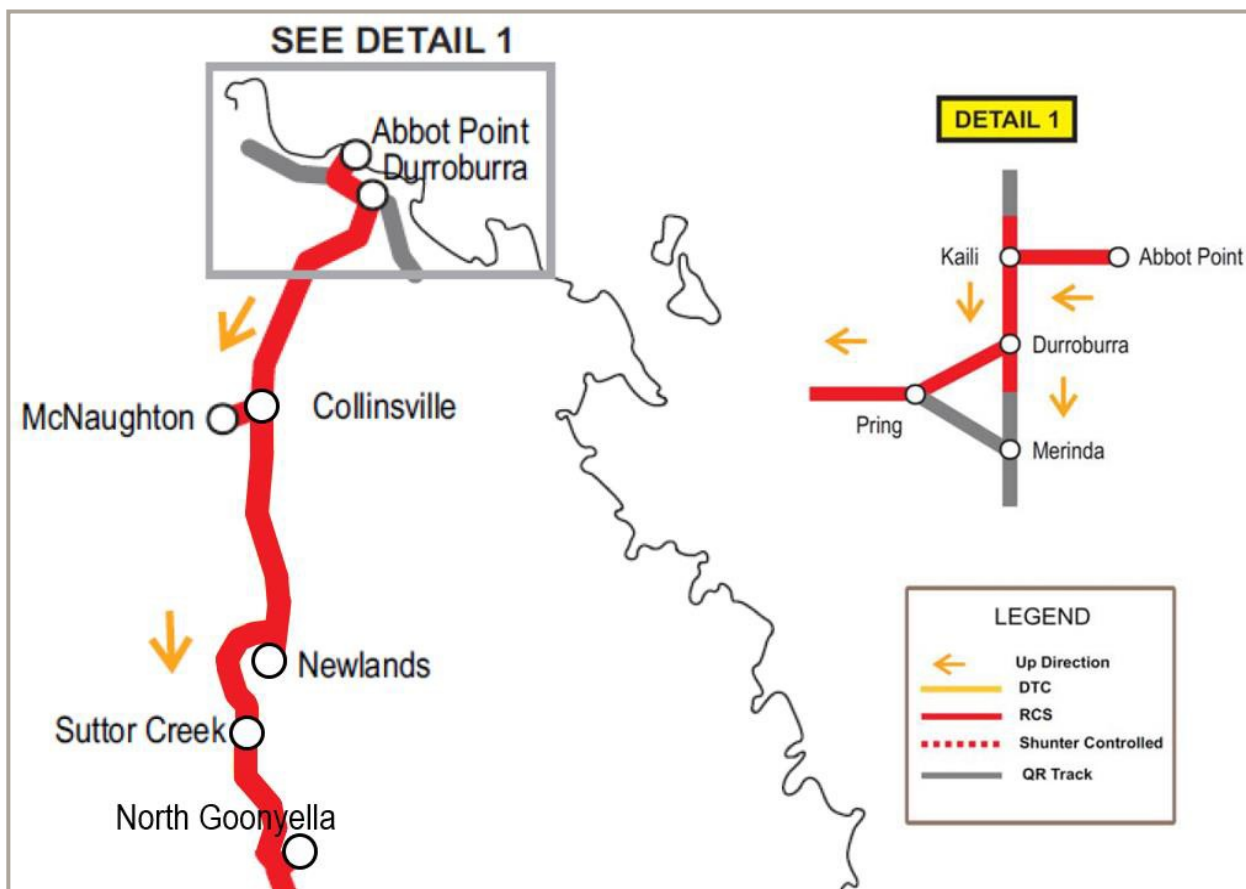 SEE DETAIL 1
Abbot Point
Durroburra
McNaughton
Collinsville
Newlands
Suttor Creek
North Goonyella
DETAIL 1
Kaili
Abbot Point
Durroburra
Pring
Merinda
LEGEND
Up Direction
DTC
RCS
Shunter Controlled
QR Track